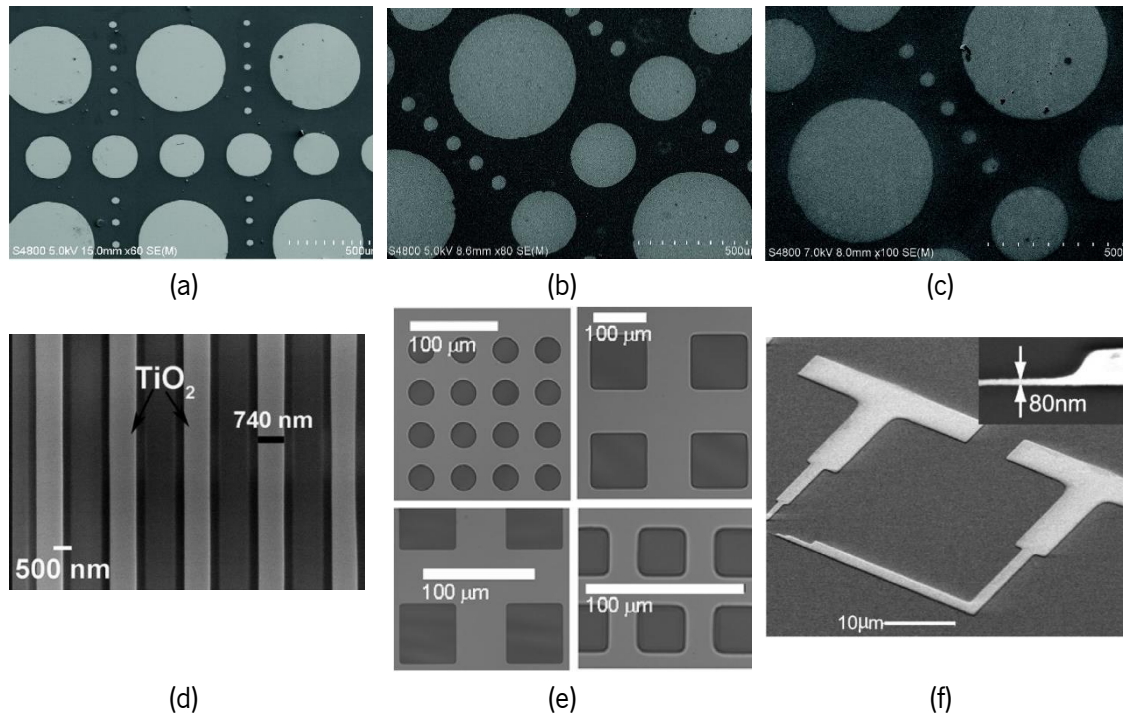 S4800 5.0kV 15.0mm x60 SE(M) 500um
S4800 5.0kV 8.6mm x80 SE(M) 500
S4800 7.0kV 8.0mm x100 SE(M) 500
(a)
(b)
(c)
TiO2
740 nm
500 nm
100 μm
100 μm
100 μm
100 μm
80nm
10μm
(d)
(e)
(f)